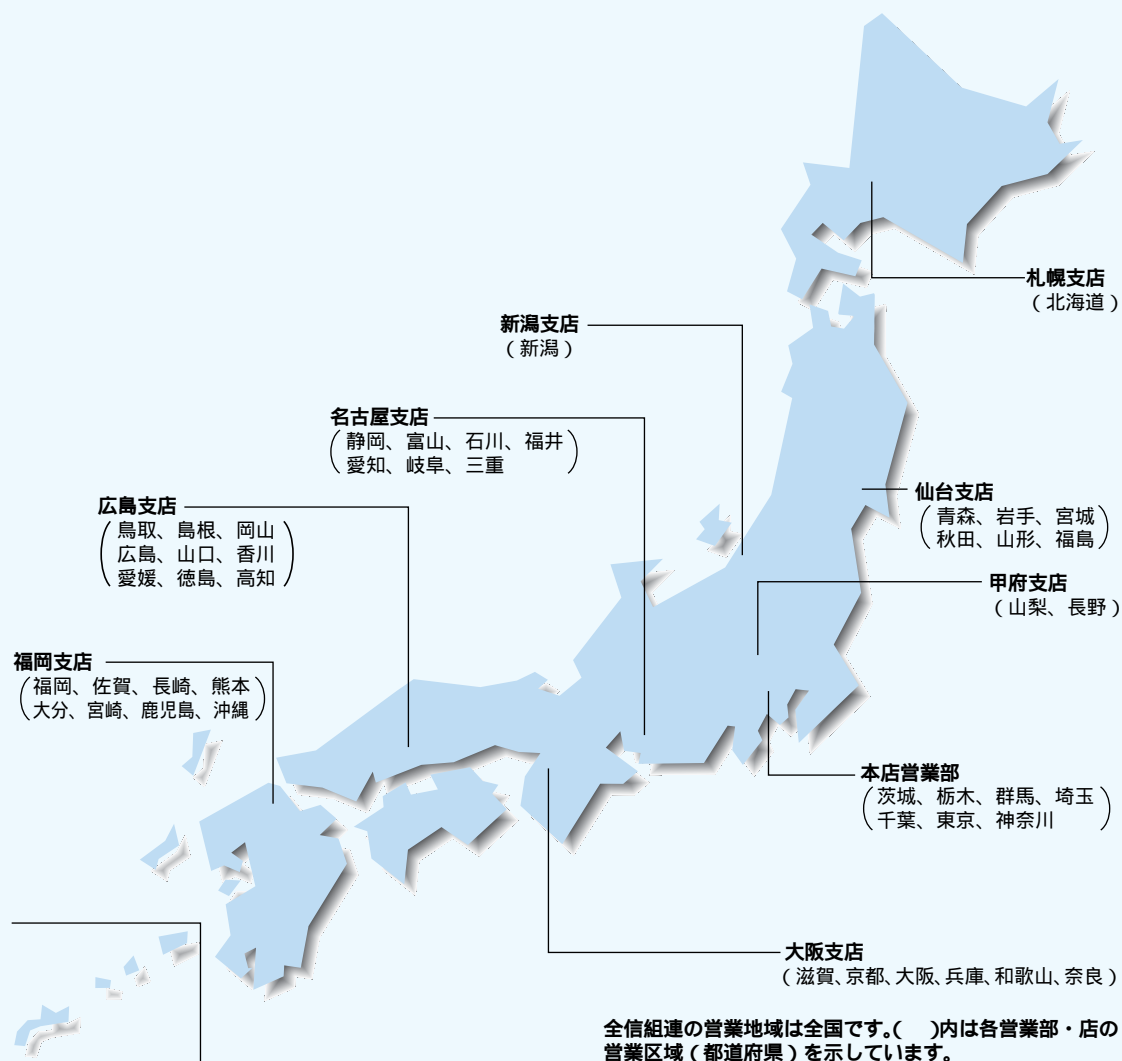 札幌支店
(北海道)
新潟支店
(新潟)
名古屋支店
(静岡、富山、石川、福井
愛知、岐阜、三重)
仙台支店
(青森、岩手、宮城
秋田、山形、福島)
広島支店
(鳥取、島根、岡山
広島、山口、香川
愛媛、徳島、高知)
甲府支店
(山梨、長野)
福岡支店
(福岡、佐賀、長崎、熊本
大分、宮崎、鹿児島、沖縄)
本店営業部
(茨城、栃木、群馬、埼玉
千葉、東京、神奈川)
大阪支店
(滋賀、京都、大阪、兵庫、和歌山、奈良)
全信組連の営業地域は全国です。(　)内は各営業部・店の
営業区域(都道府県)を示しています。